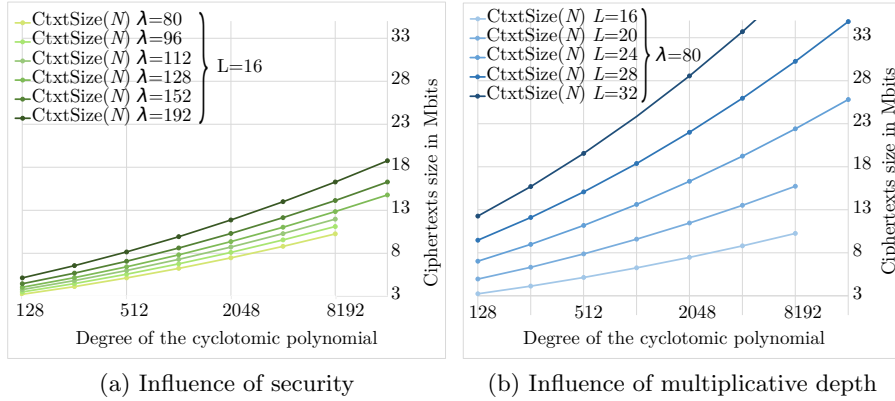 CtxtSize(N) λ=80
CtxtSize(N) λ=96
CtxtSize(N) λ=112
CtxtSize(N) λ=128
CtxtSize(N) λ=152
CtxtSize(N) λ=192
L=16
33
28
23
18
13
8
3
Ciphertexts size in Mbits
128 512 2048 8192
Degree of the cyclotomic polynomial
(a) Influence of security
CtxtSize(N) L=16
CtxtSize(N) L=20
CtxtSize(N) L=24
CtxtSize(N) L=28
CtxtSize(N) L=32
λ=80
33
28
23
18
13
8
3
Ciphertexts size in Mbits
128 512 2048 8192
Degree of the cyclotomic polynomial
(b) Influence of multiplicative depth